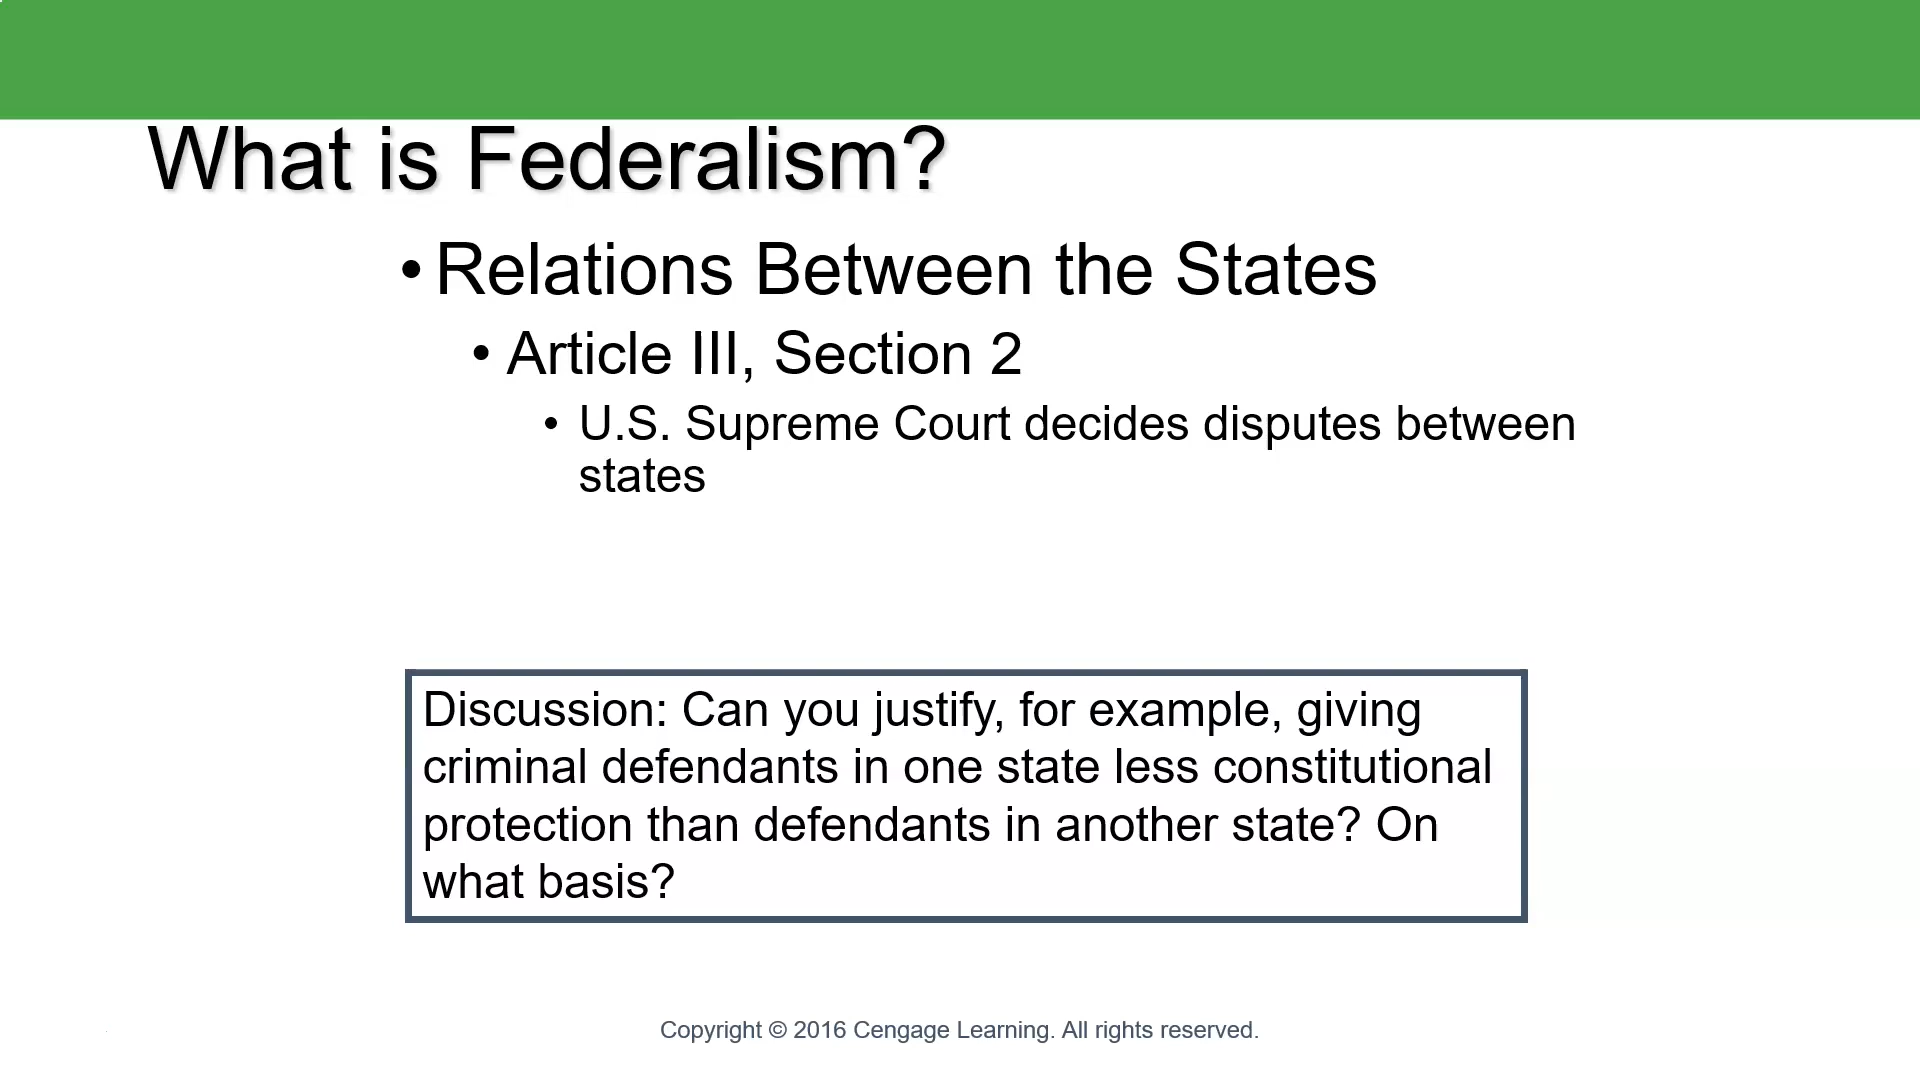 What is Federalism?
• Relations Between the States
• Article III, Section 2
• U.S. Supreme Court decides disputes between
states
Discussion: Can you justify, for example, giving
criminal defendants in one state less constitutional
protection than defendants in another state? On
what basis?
Copyright © 2016 Cengage Learning. All rights reserved.